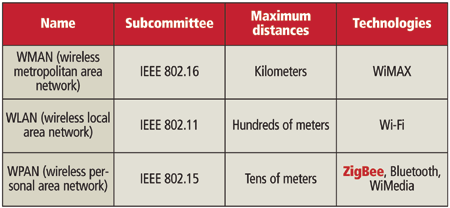 Name Subcommittee Maximum distances Technologies
WMAN (wireless metropolitan area network) IEEE 802.16 Kilometers WiMAX
WLAN (wireless local area network) IEEE 802.11 Hundreds of meters Wi-Fi
WPAN (wireless per-sonal area network) IEEE 802.15 Tens of meters ZigBee, Bluetooth, WiMedia